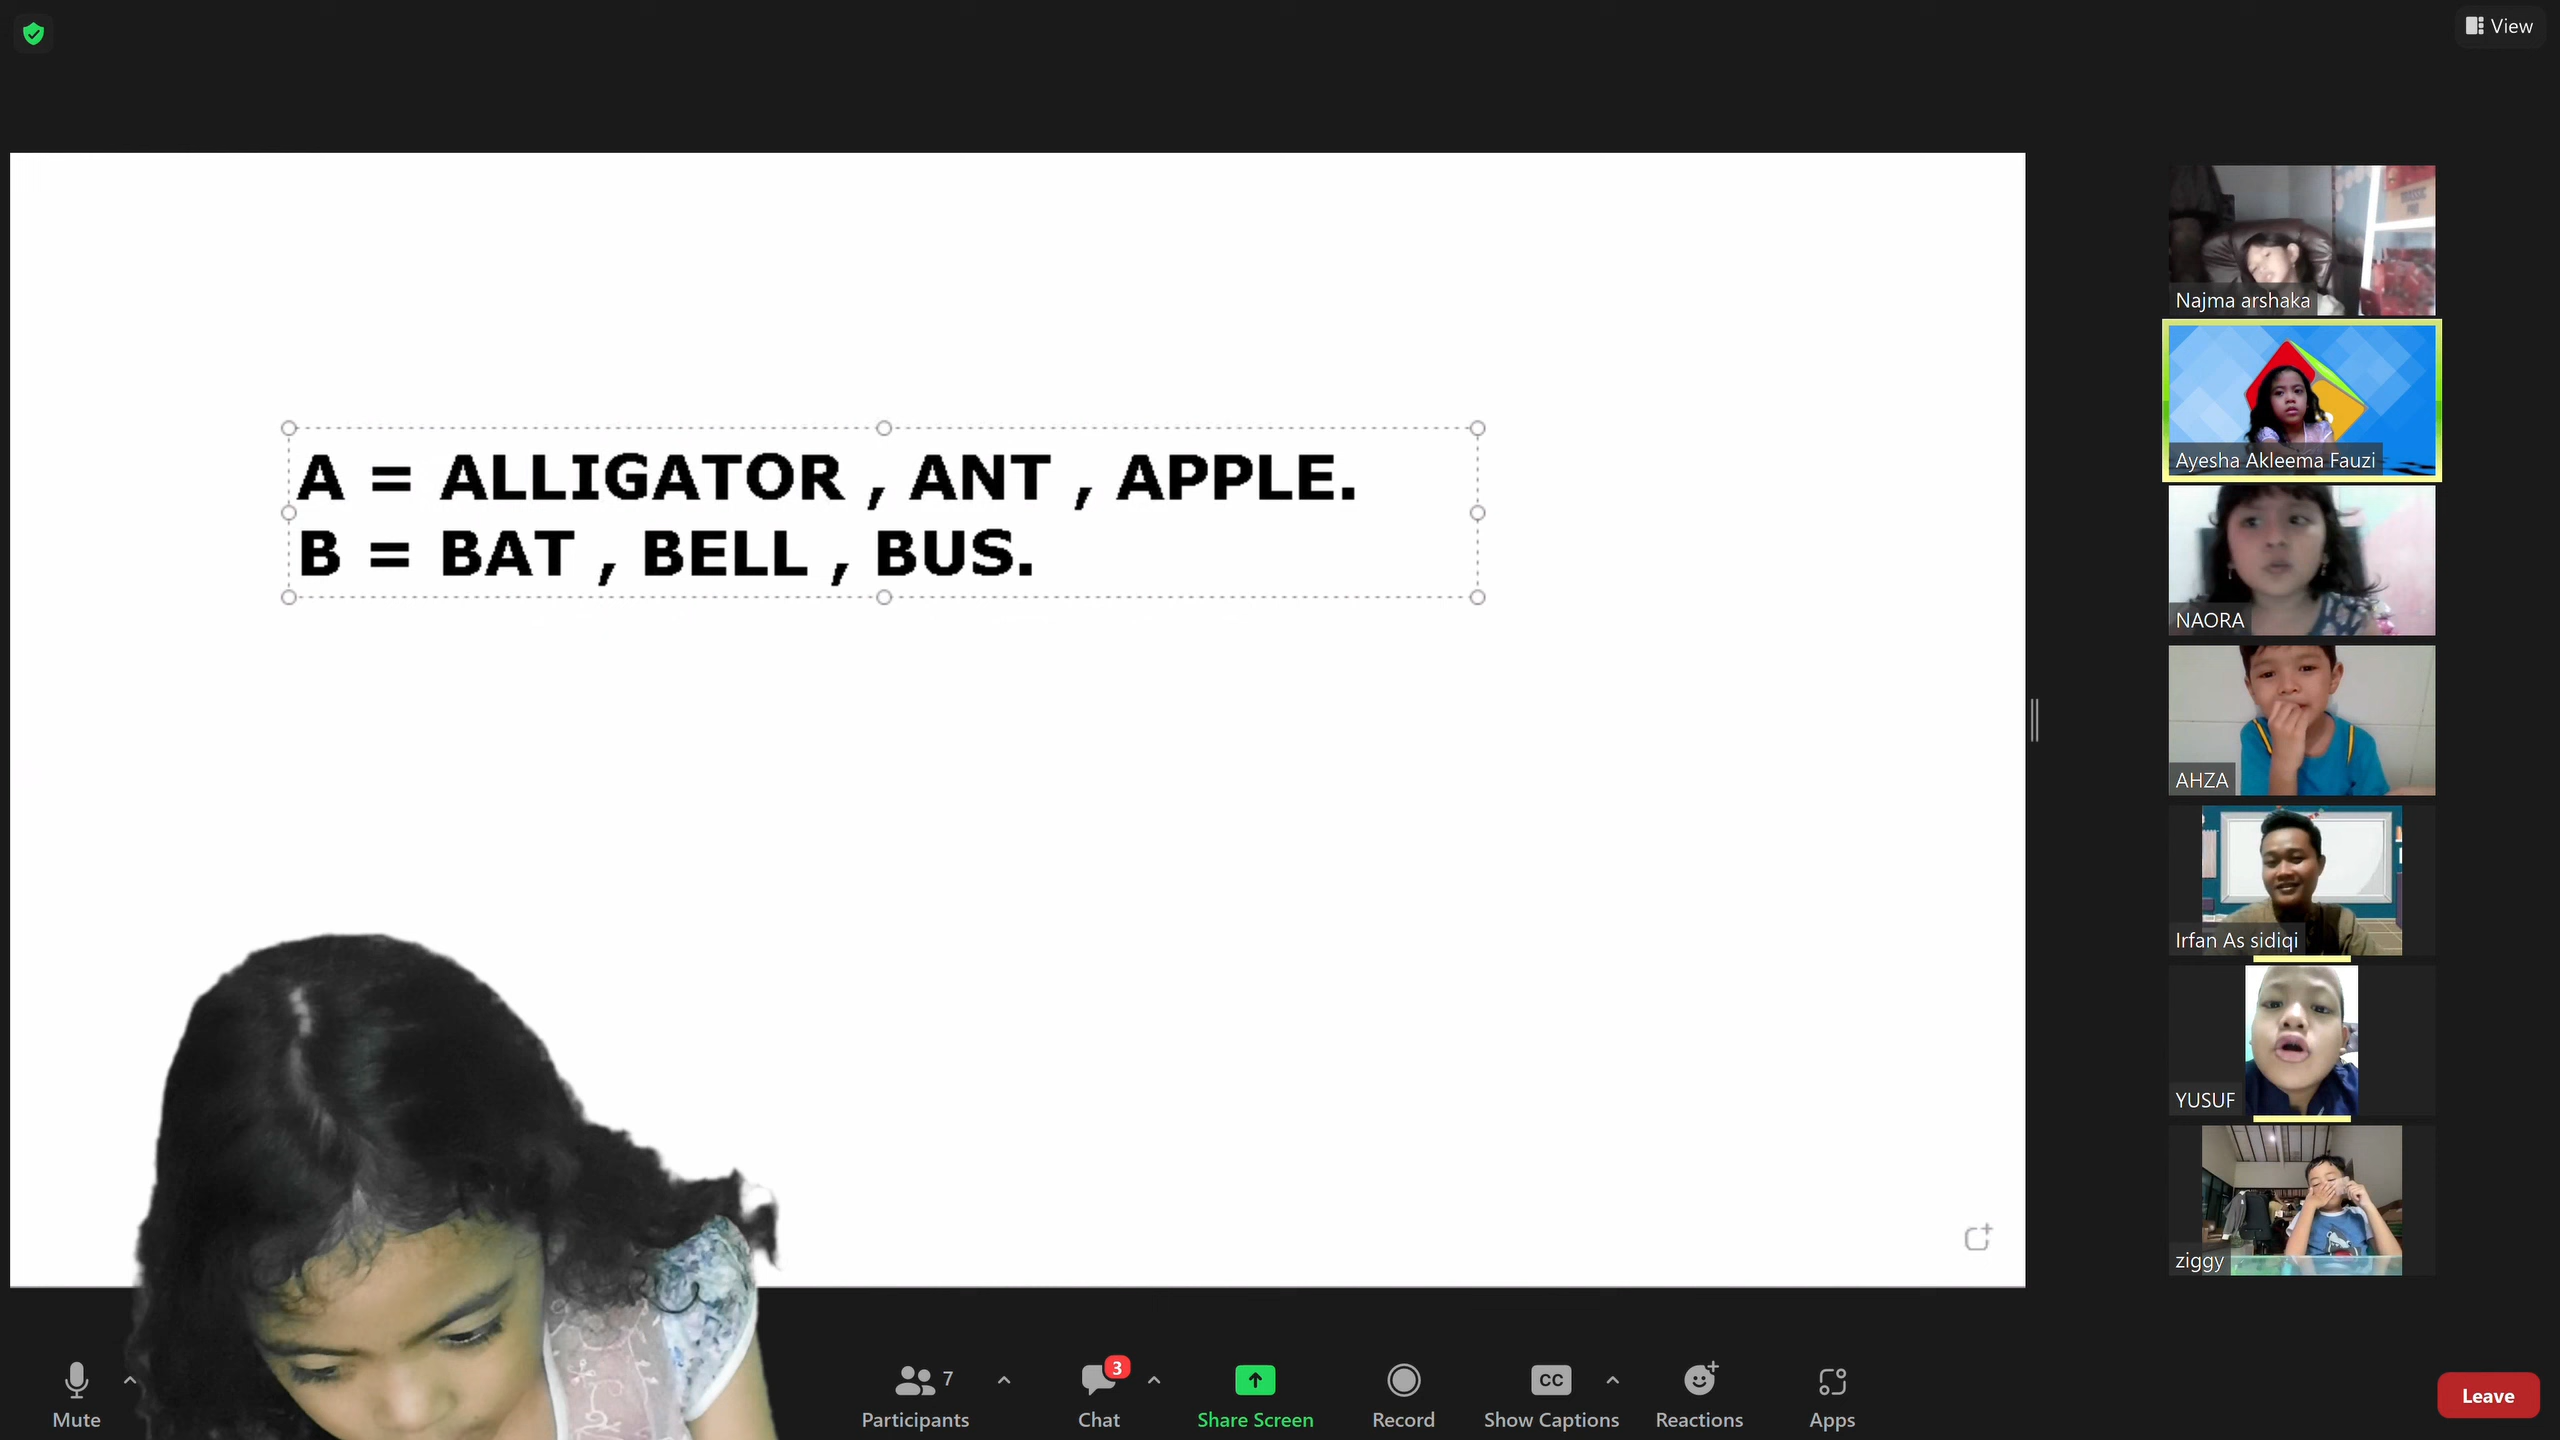 View
A = ALLIGATOR , ANT , APPLE.
B = BAT , BELL , BUS.
Najma arshaka
Ayesha Akleema Fauzi
NAORA
AHZA
Irfan As sidiqi
YUSUF
ziggy
Mute
7
Participants
3
Chat
Share Screen
Record
CC
Show Captions
Reactions
Apps
Leave